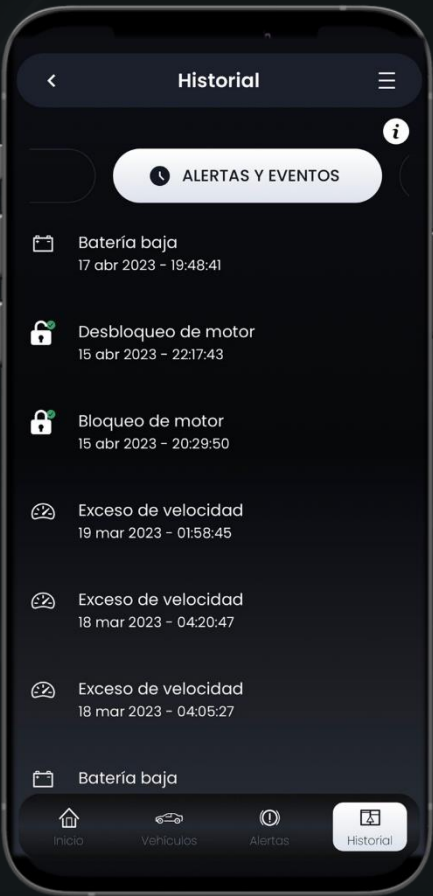 Historial
ALERTAS Y EVENTOS
Batería baja
17 abr 2023 - 19:48:41
Desbloqueo de motor
15 abr 2023 - 22:17:43
Bloqueo de motor
15 abr 2023 - 20:29:50
Exceso de velocidad
19 mar 2023 - 01:58:45
Exceso de velocidad
18 mar 2023 - 04:20:47
Exceso de velocidad
18 mar 2023 - 04:05:27
Batería baja
Inicio Vehículos Alertas Historial